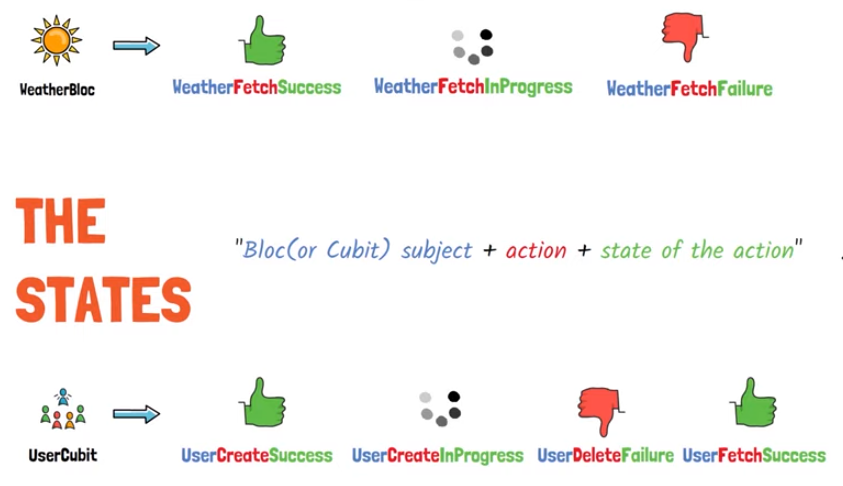 WeatherBloc
WeatherFetchSuccess
WeatherFetchInProgress
WeatherFetchFailure
THE
STATES
"Bloc(or Cubit) subject + action + state of the action"
UserCubit
UserCreateSuccess
UserCreateInProgress
UserDeleteFailure
UserFetchSuccess